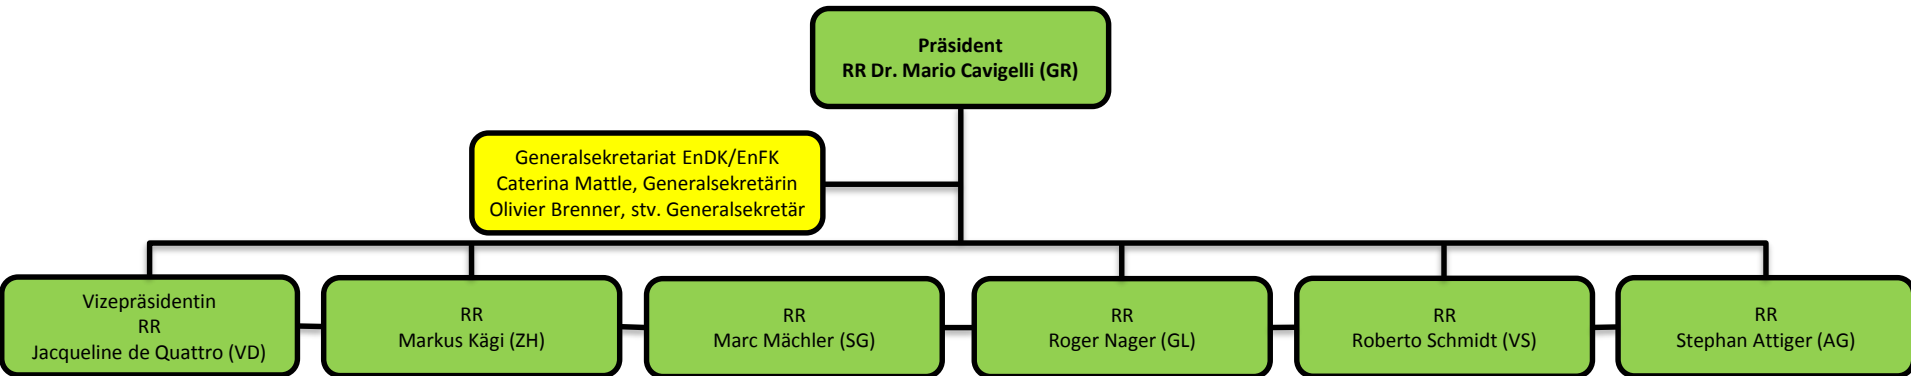 Präsident
RR Dr. Mario Cavigelli (GR)
Generalsekretariat EnDK/EnFK
Caterina Mattle, Generalsekretärin
Olivier Brenner, stv. Generalsekretär
Vizepräsidentin
RR
Jacqueline de Quattro (VD)
RR
Markus Kägi (ZH)
RR
Marc Mächler (SG)
RR
Roger Nager (GL)
RR
Roberto Schmidt (VS)
RR
Stephan Attiger (AG)